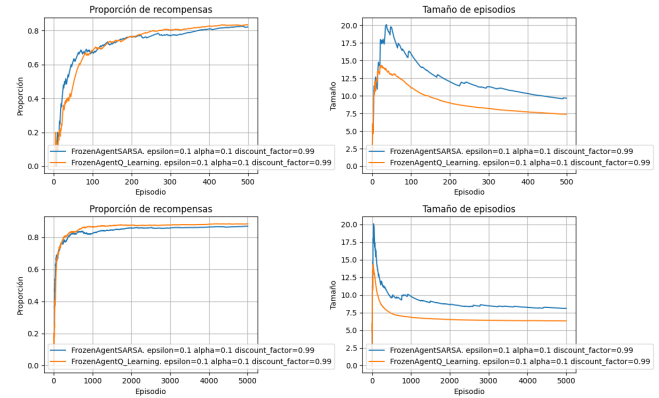 Proporción de recompensas
Proporción
0.8
0.6
0.4
0.2
0.0
FrozenAgentSARSA. epsilon=0.1 alpha=0.1 discount_factor=0.99
FrozenAgentQ_Learning. epsilon=0.1 alpha=0.1 discount_factor=0.99
0 100 200 300 400 500
Episodio
Tamaño de episodios
Tamaño
20.0
17.5
15.0
12.5
10.0
7.5
5.0
2.5
0.0
FrozenAgentSARSA. epsilon=0.1 alpha=0.1 discount_factor=0.99
FrozenAgentQ_Learning. epsilon=0.1 alpha=0.1 discount_factor=0.99
0 100 200 300 400 500
Episodio
Proporción de recompensas
Proporción
0.8
0.6
0.4
0.2
0.0
FrozenAgentSARSA. epsilon=0.1 alpha=0.1 discount_factor=0.99
FrozenAgentQ_Learning. epsilon=0.1 alpha=0.1 discount_factor=0.99
0 1000 2000 3000 4000 5000
Episodio
Tamaño de episodios
Tamaño
20.0
17.5
15.0
12.5
10.0
7.5
5.0
2.5
0.0
FrozenAgentSARSA. epsilon=0.1 alpha=0.1 discount_factor=0.99
FrozenAgentQ_Learning. epsilon=0.1 alpha=0.1 discount_factor=0.99
0 1000 2000 3000 4000 5000
Episodio